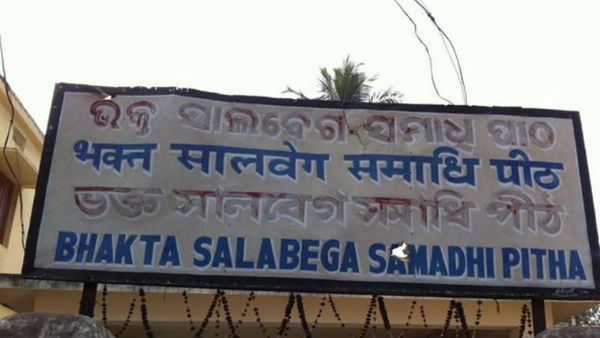 ଭକ୍ତ ସାଲବେଗ ସମାଧି ପୀଠ
भक्त सालवेग समाधि पीठ
ভক্ত সালবেগ সমাধি পীঠ
BHAKTA SALABEGA SAMADHI PITHA